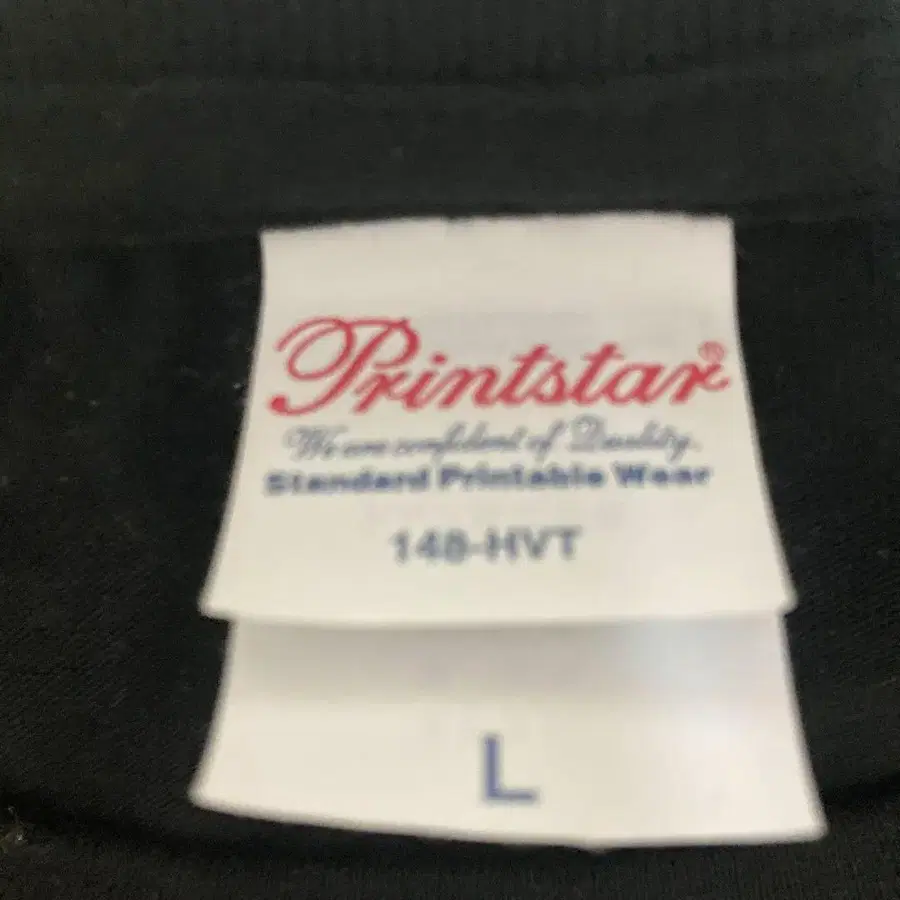 Printstar®
We are confident of Quality.
Standard Printable Wear
148-HVT
L